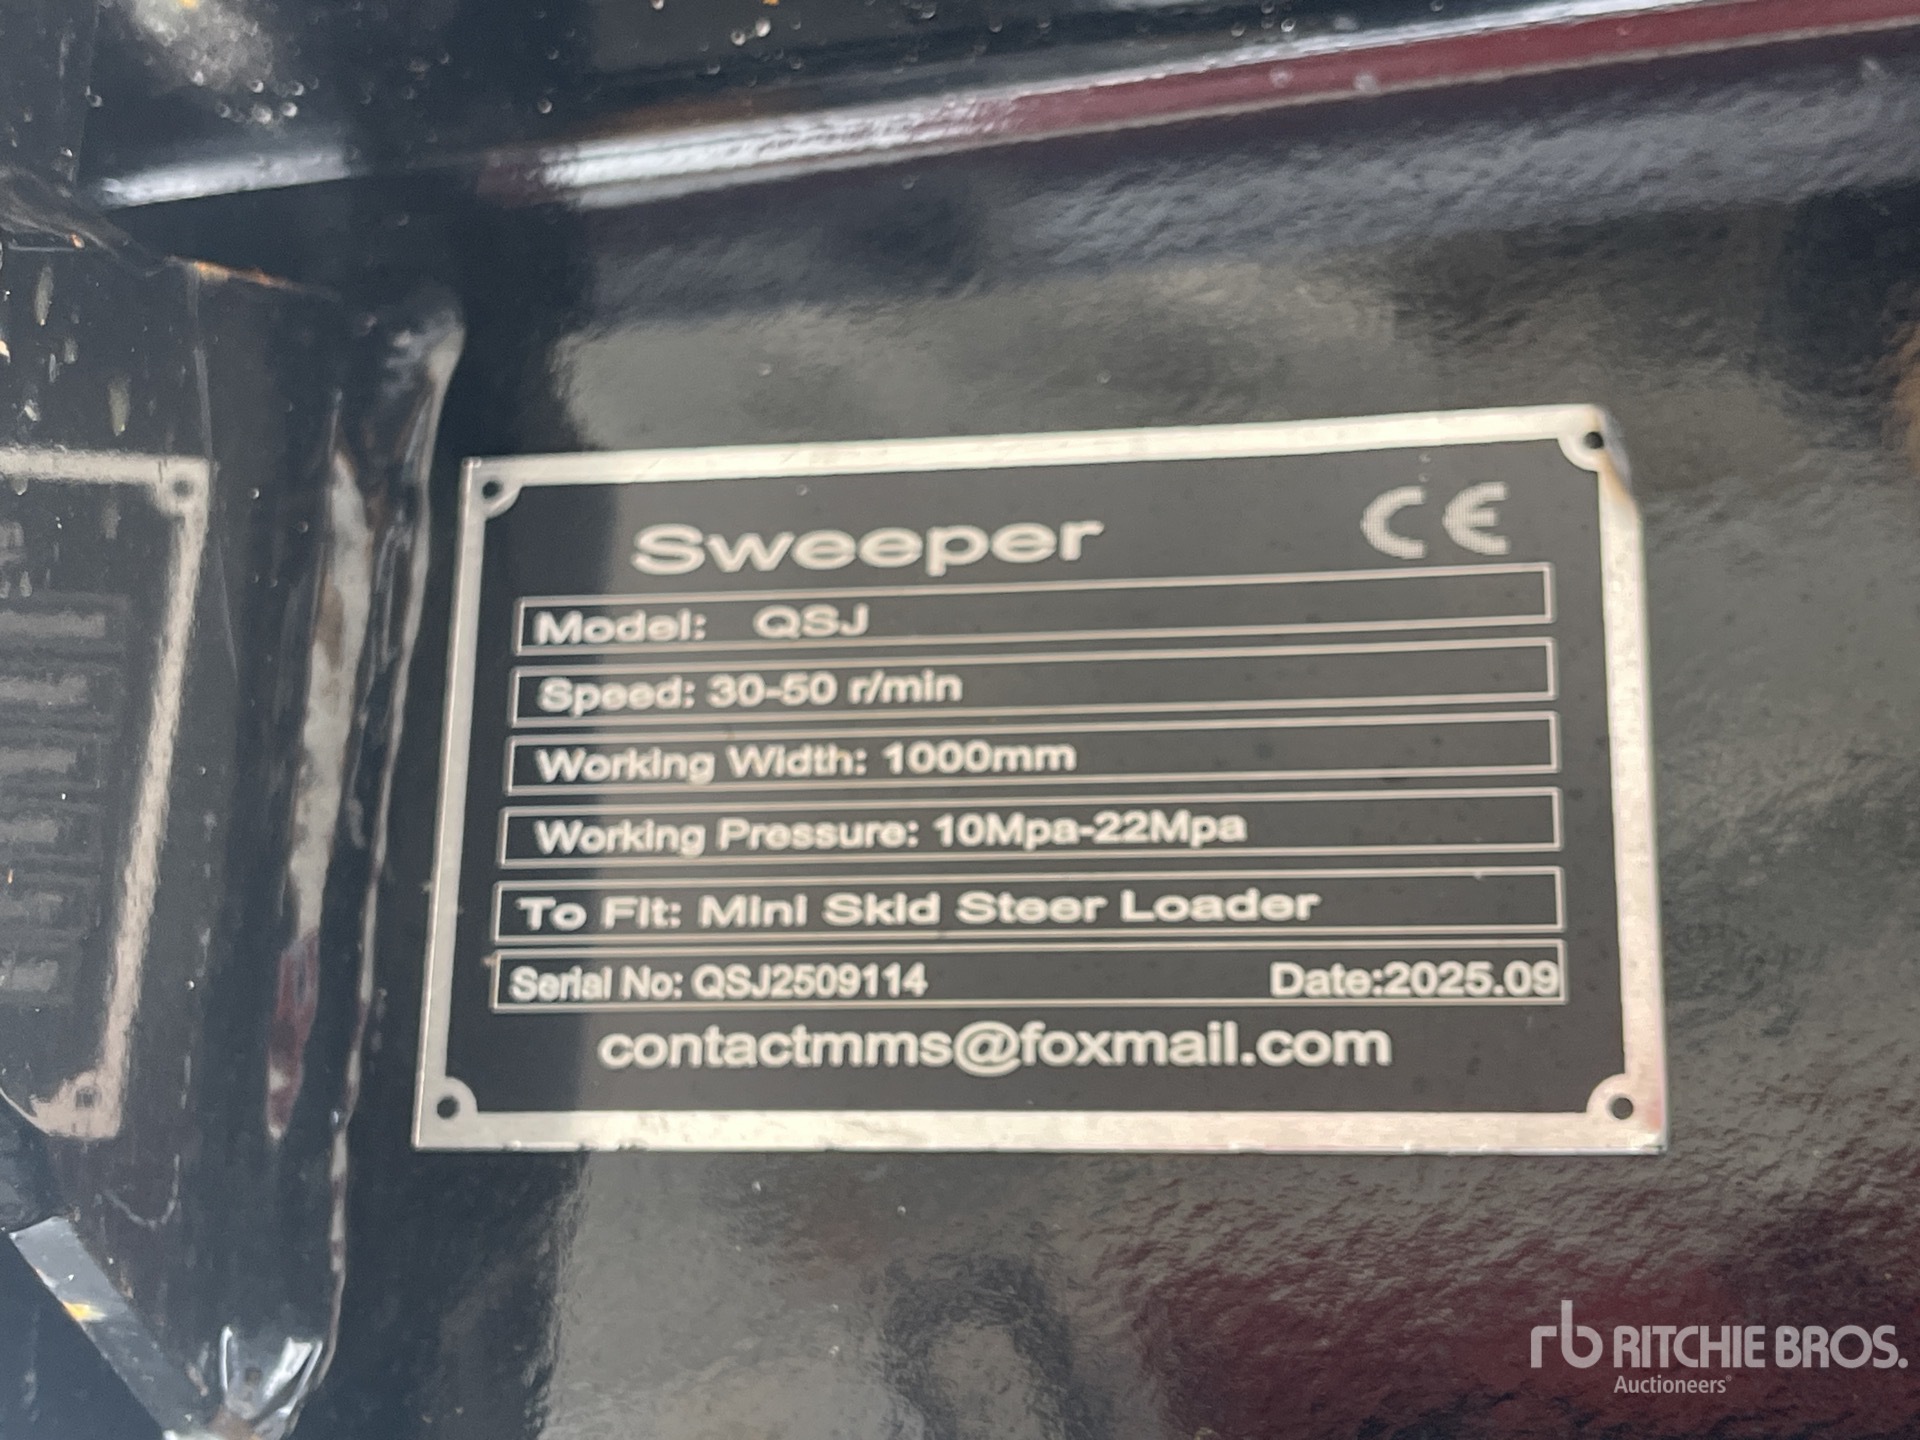 Sweeper CE
Model: QSJ
Speed: 30-50 r/min
Working Width: 1000mm
Working Pressure: 10Mpa-22Mpa
To Fit: Mini Skid Steer Loader
Serial No: QSJ2509114 Date:2025.09
contactmms@foxmail.com
rb RITCHIE BROS.
Auctioneers